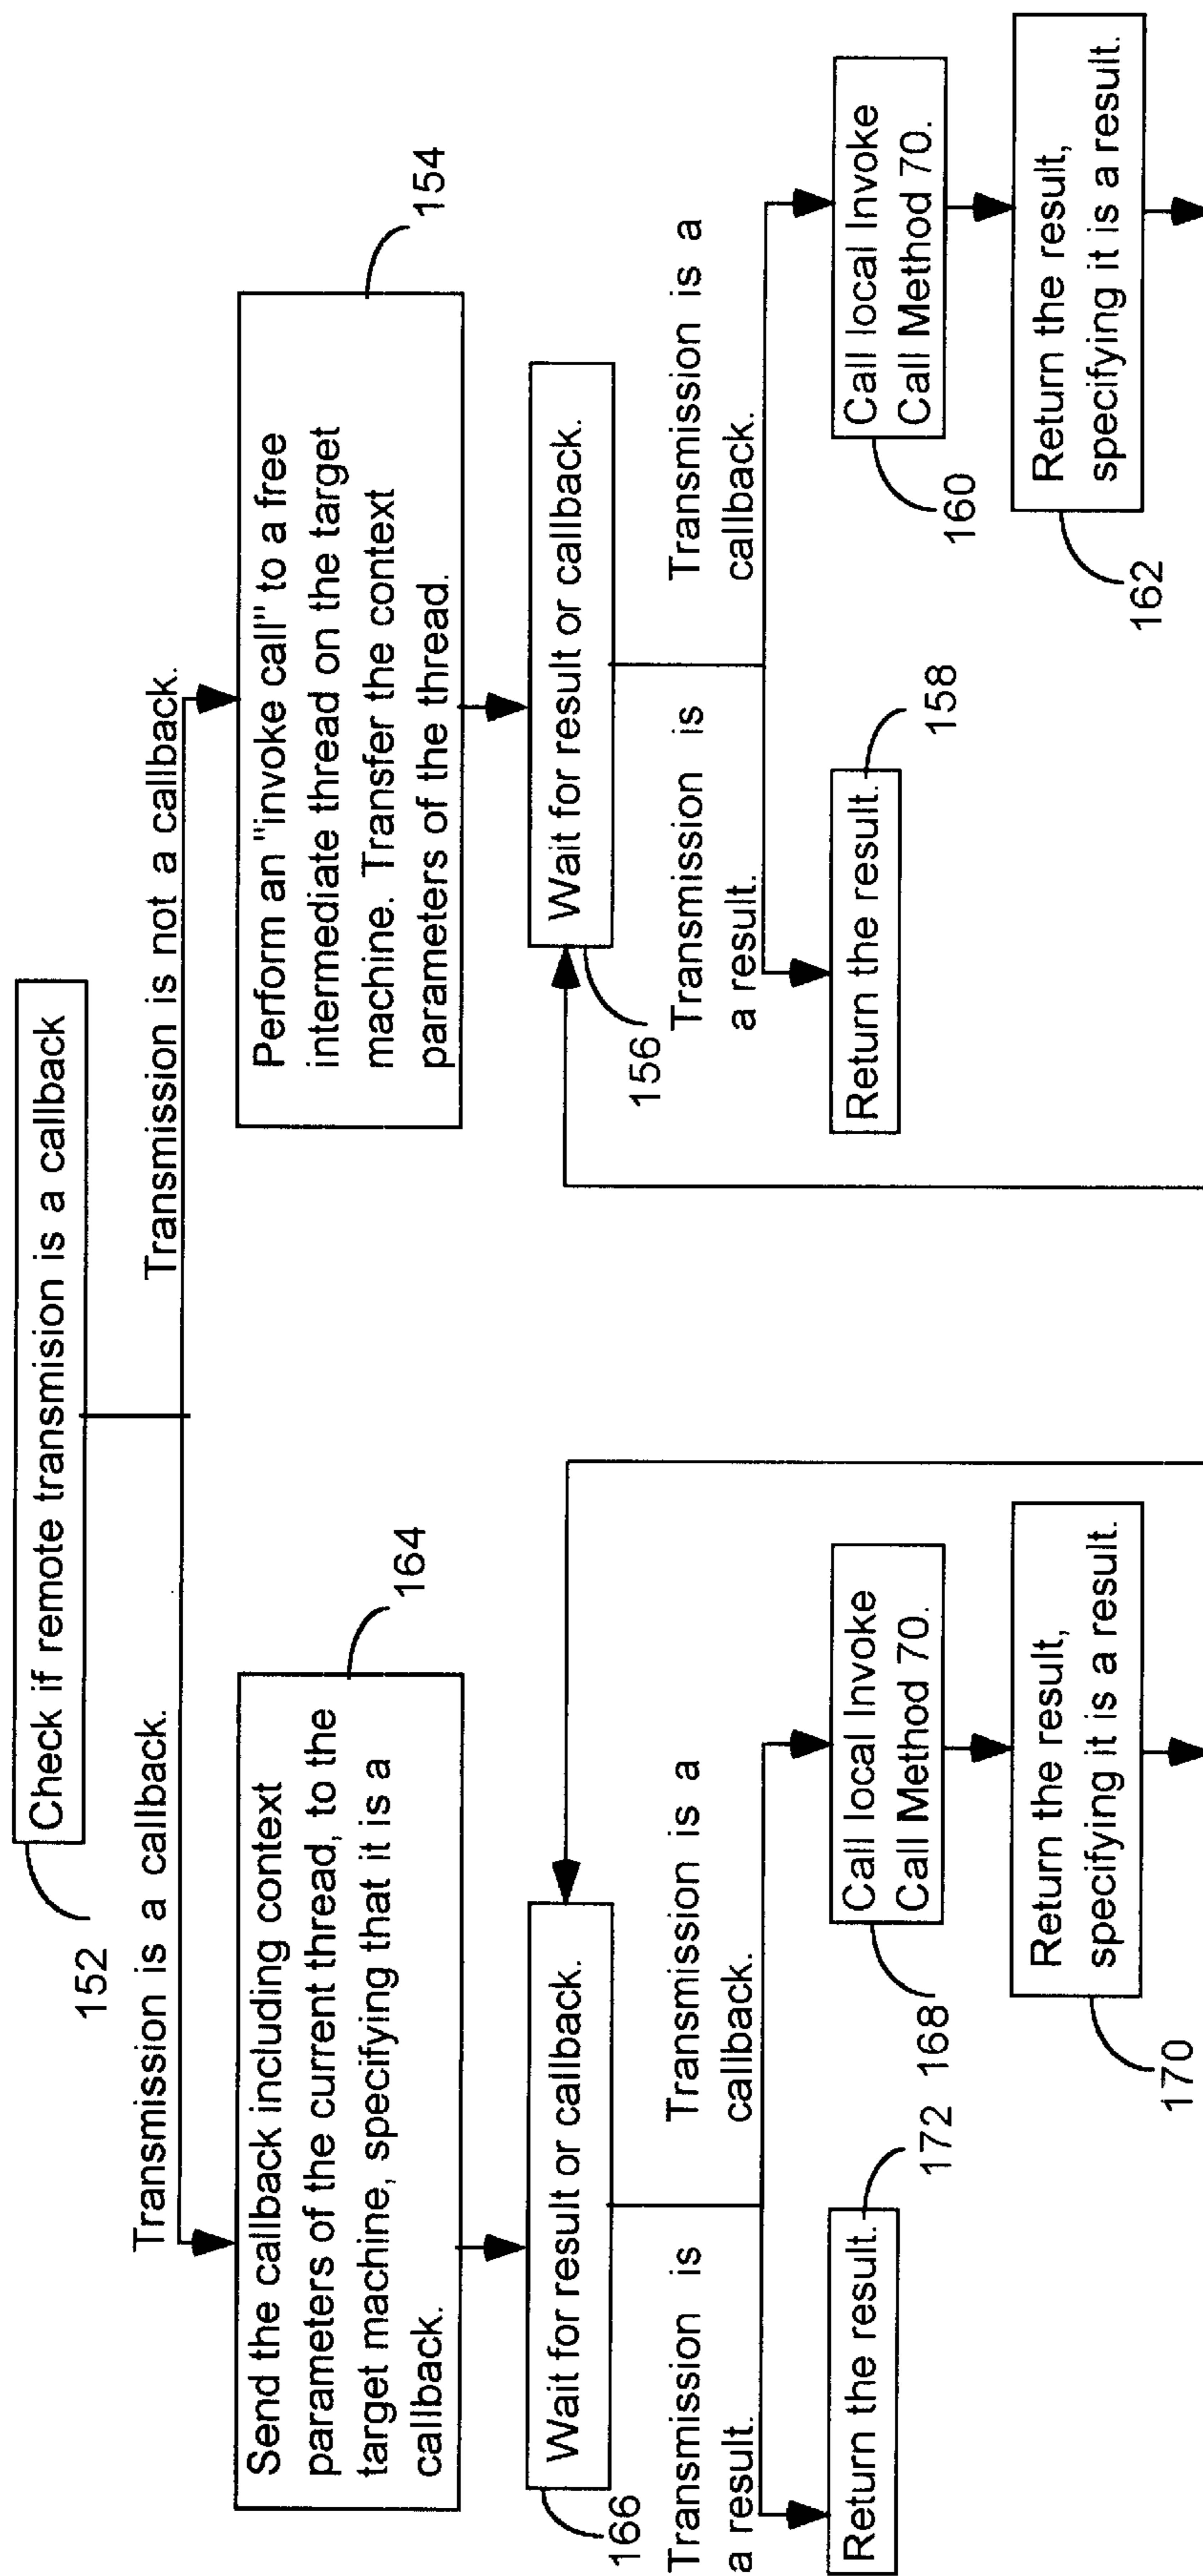 Check if remote transmision is a callback
152
Transmission is a callback.
Transmission is not a callback.
Send the callback including context
parameters of the current thread, to the
target machine, specifying that it is a
callback.
164
Perform an "invoke call" to a free
intermediate thread on the target
machine. Transfer the context
parameters of the thread.
154
Wait for result or callback.
166
Wait for result or callback.
156
Transmission is
a result.
Transmission is a
callback.
Transmission is
a result.
Transmission is a
callback.
Return the result.
172
Call local Invoke
Call Method 70.
168
Return the result.
158
Call local Invoke
Call Method 70.
160
Return the result,
specifying it is a result.
170
Return the result,
specifying it is a result.
162